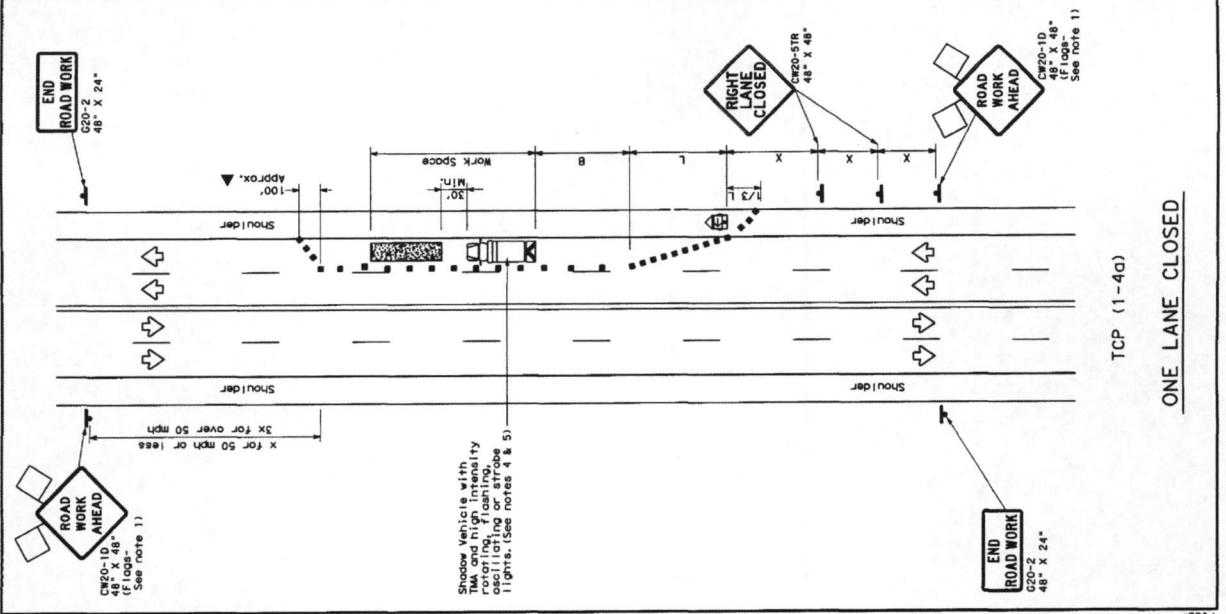 END
ROAD WORK
G20-2
48" X 24"
RIGHT
LANE
CLOSED
CW20-5TR
48" X 48"
ROAD
WORK
AHEAD
CW20-1D
48" X 48"
(Flags-
See note 1)
100'
Approx.
Work Space
30'
Min.
B
L
1/3 L
X
X
X
Shoulder
Shoulder
Shoulder
Shoulder
x for 50 mph or less
3x for over 50 mph
ROAD
WORK
AHEAD
CW20-1D
48" X 48"
(Flags-
See note 1)
Shadow Vehicle with
TMA and high intensity
rotating, flashing,
oscillating or strobe
lights. (See notes 4 & 5)
END
ROAD WORK
G20-2
48" X 24"
TCP (1-4a)
ONE LANE CLOSED